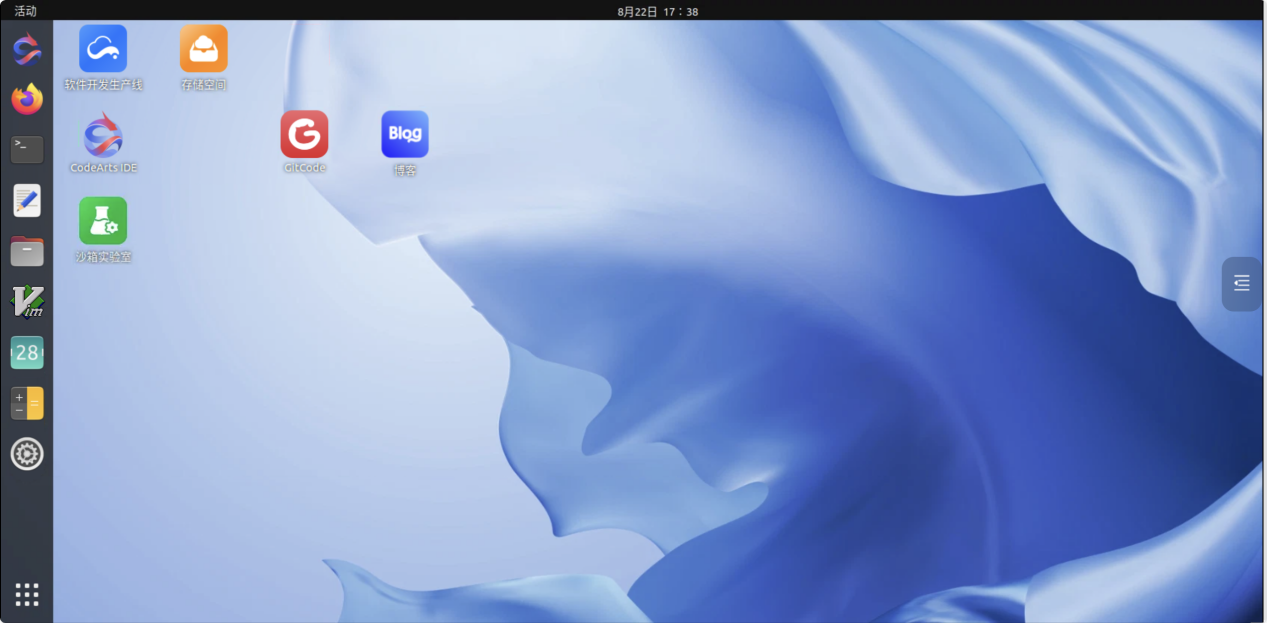 活动
8月22日 17：38
软件开发生产线
存储空间
CodeArts IDE
GitCode
Blog
博客
沙箱实验室
>_
Vim
28